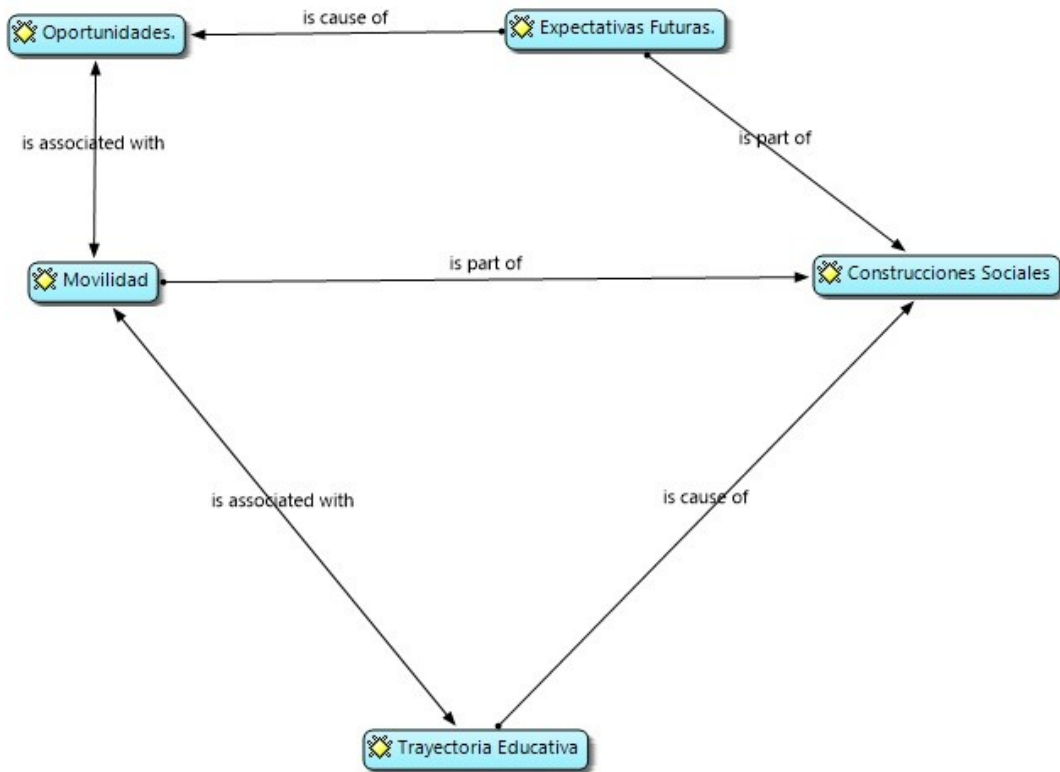 is cause of
Oportunidades.
Expectativas Futuras.
is associated with
is part of
Movilidad
is part of
Construcciones Sociales
is associated with
is cause of
Trayectoria Educativa